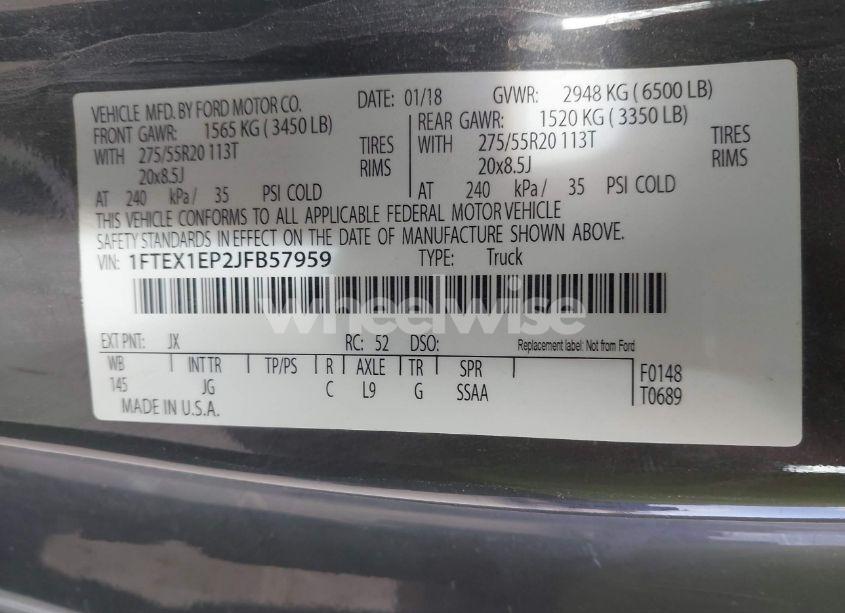 VEHICLE MFD. BY FORD MOTOR CO. DATE: 01/18 GVWR: 2948 KG ( 6500 LB)
FRONT GAWR: 1565 KG ( 3450 LB) REAR GAWR: 1520 KG ( 3350 LB)
WITH 275/55R20 113T TIRES WITH 275/55R20 113T TIRES
20x8.5J RIMS 20x8.5J RIMS
AT 240 kPa/ 35 PSI COLD AT 240 kPa/ 35 PSI COLD
THIS VEHICLE CONFORMS TO ALL APPLICABLE FEDERAL MOTOR VEHICLE
SAFETY STANDARDS IN EFFECT ON THE DATE OF MANUFACTURE SHOWN ABOVE.
VIN: 1FTEX1EP2JFB57959 TYPE: Truck
wheelwise
EXT PNT: JX RC: 52 DSO: Replacement label: Not from Ford
WB INT TR TP/PS R AXLE TR SPR F0148
145 JG C L9 G SSAA T0689
MADE IN U.S.A.